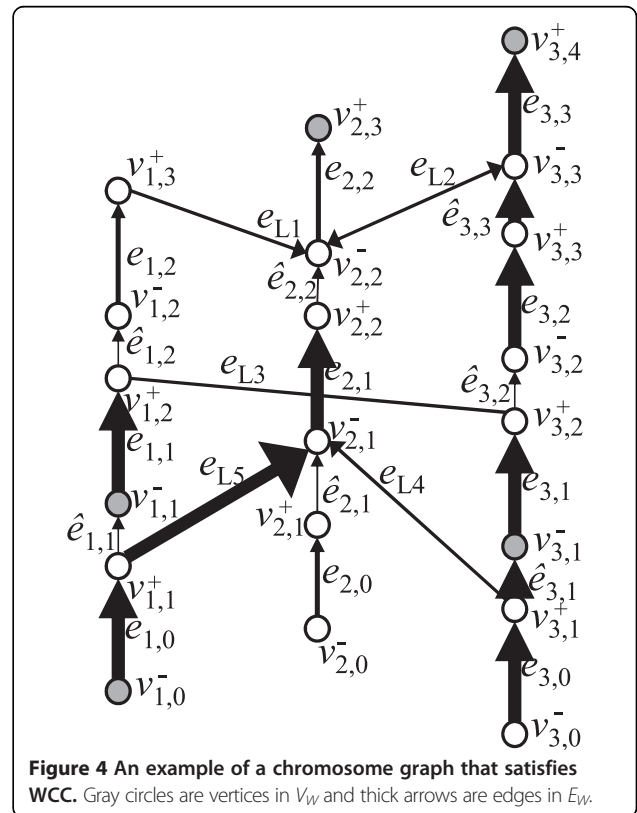 v+3,4
e3,3
v+2,3
eL2
v-3,3
v+1,3
e2,2
eL1
ê3,3
v+3,3
e1,2
v-2,2
ê2,2
v-1,2
v+2,2
e3,2
ê1,2
eL3
v-3,2
ê3,2
v+1,2
e2,1
v+3,2
e1,1
v-2,1
eL5
eL4
e3,1
v-1,1
ê2,1
ê1,1
v+2,1
v-3,1
v+1,1
ê3,1
e2,0
v+3,1
e1,0
v-2,0
e3,0
v-1,0
v-3,0
Figure 4 An example of a chromosome graph that satisfies
WCC. Gray circles are vertices in VW and thick arrows are edges in EW.